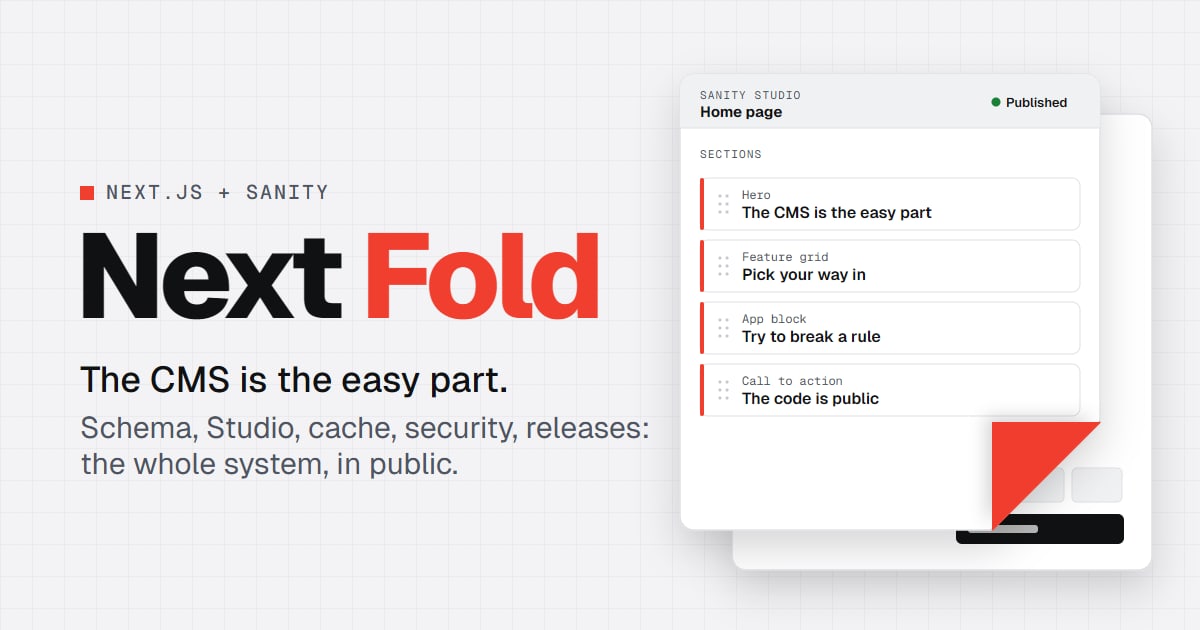 NEXT.JS + SANITY
Next Fold
The CMS is the easy part.
Schema, Studio, cache, security, releases:
the whole system, in public.
SANITY STUDIO
Home page
Published
SECTIONS
Hero
The CMS is the easy part
Feature grid
Pick your way in
App block
Try to break a rule
Call to action
The code is public